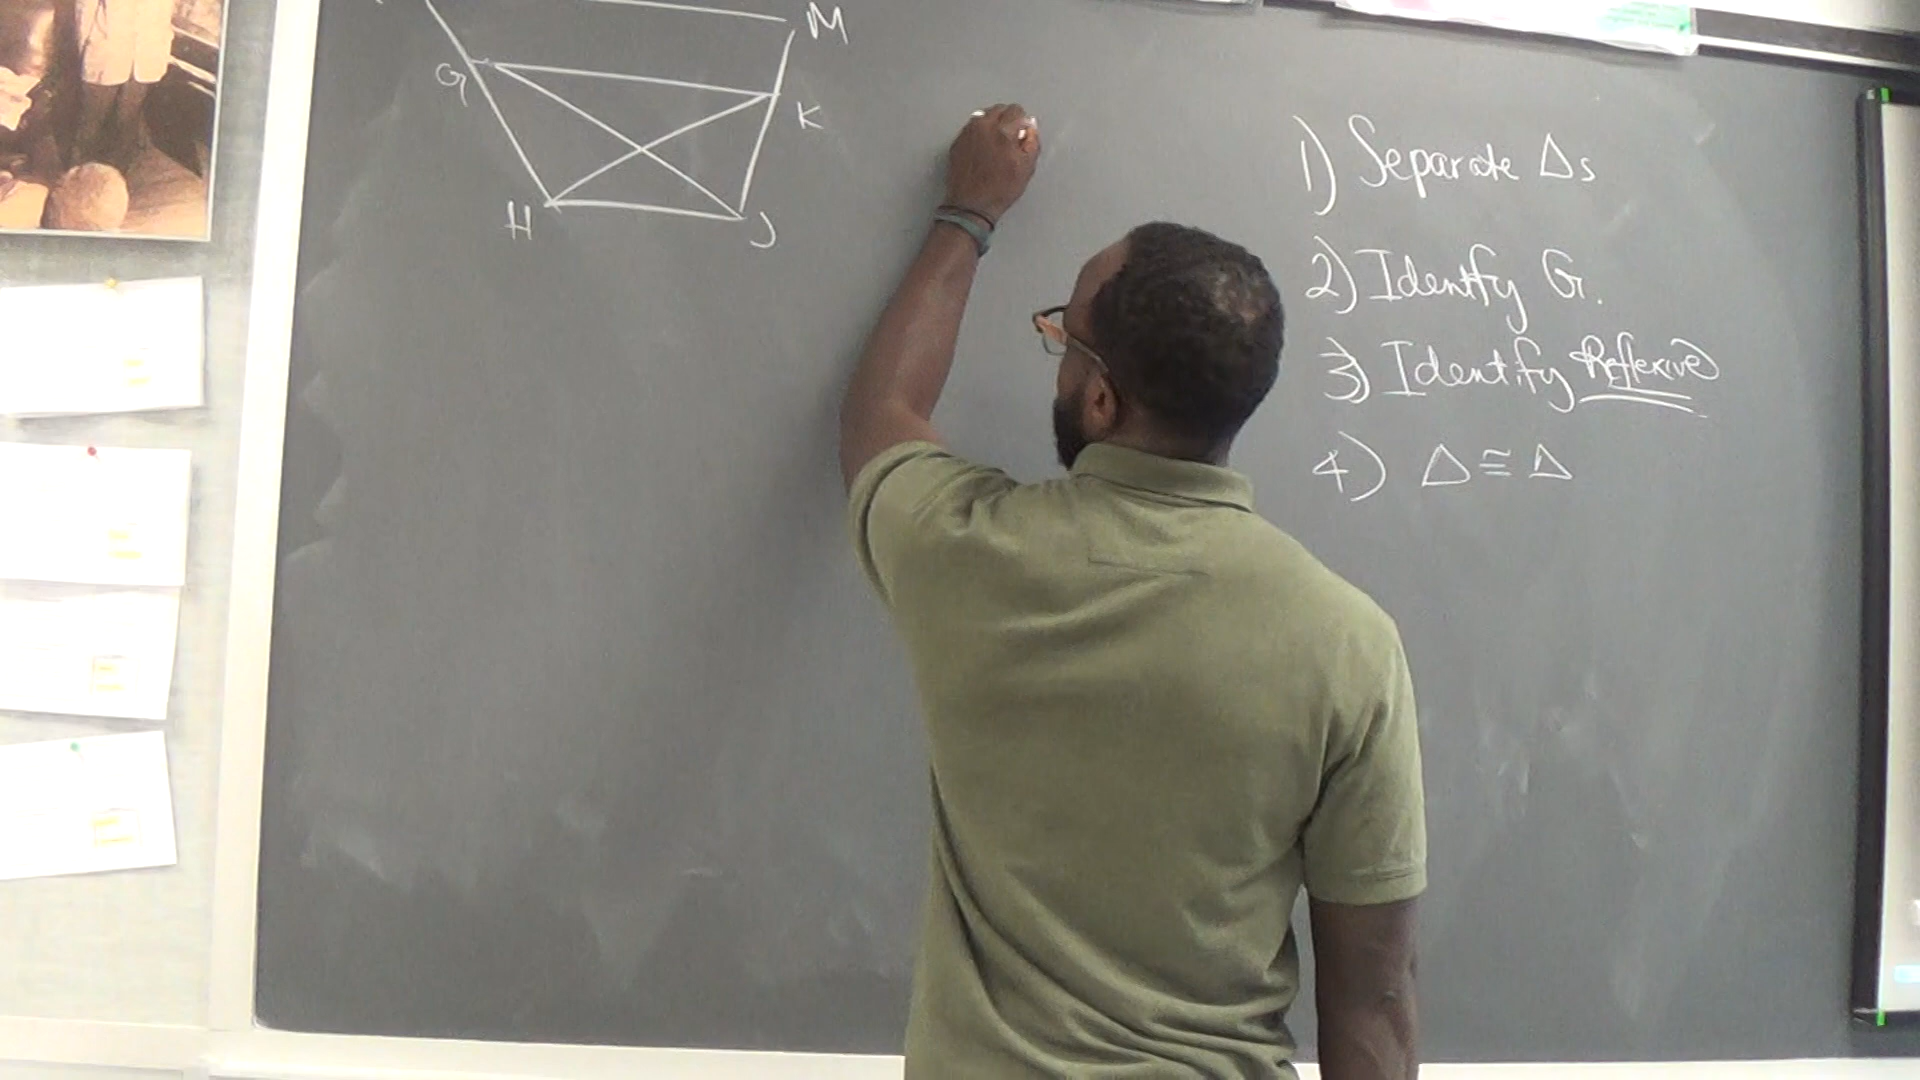 M
G
K
H
J
1) Separate Δs
2) Identify G.
3) Identify Reflexive
4) Δ ≅ Δ